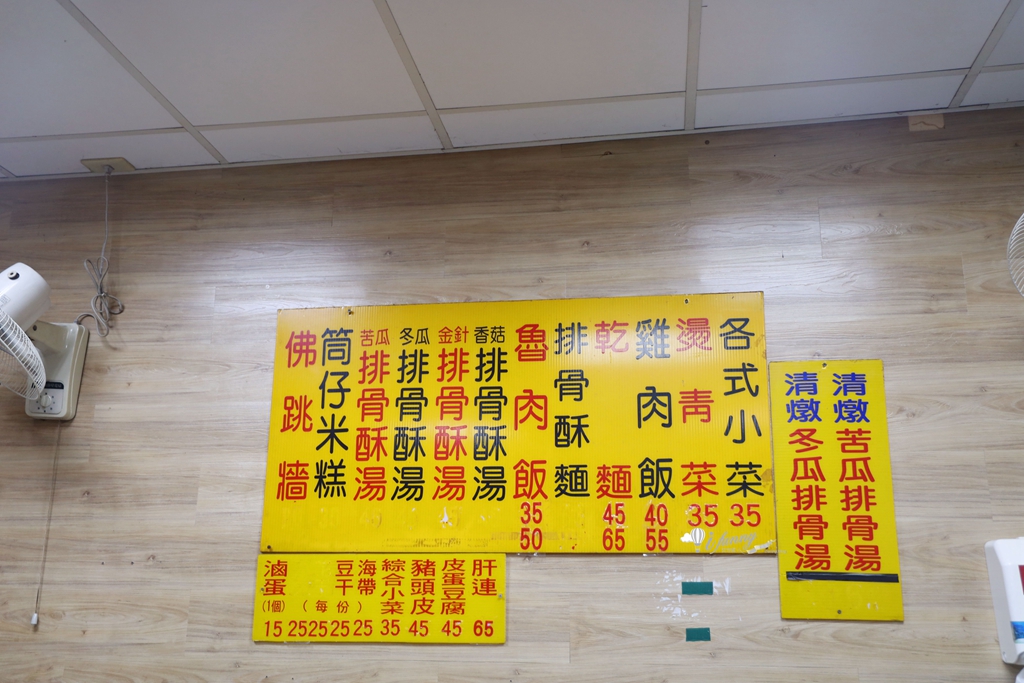 各式小菜 35
燙青菜 35
雞肉飯 40 55
乾麵 45 65
排骨酥麵
魯肉飯 35 50
香菇排骨酥湯
金針排骨酥湯
冬瓜排骨酥湯
苦瓜排骨酥湯
筒仔米糕
佛跳牆
清燉苦瓜排骨湯
清燉冬瓜排骨湯
肝連 65
皮蛋豆腐 45
豬頭皮 45
綜合小菜 35
海帶 25
豆干 25
(每份) 25 25
滷蛋 (1個) 15